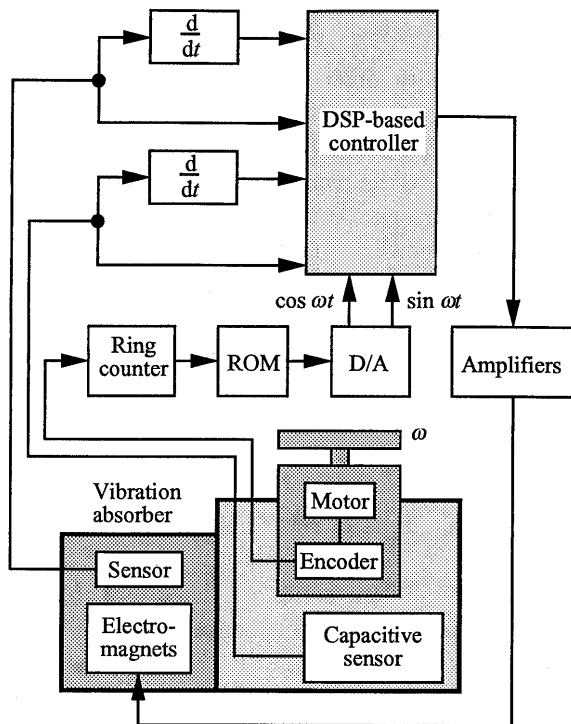 d
dt
DSP-based
controller
d
dt
cos ωt
sin ωt
Ring
counter
ROM
D/A
Amplifiers
ω
Motor
Vibration
absorber
Encoder
Sensor
Electro-
magnets
Capacitive
sensor